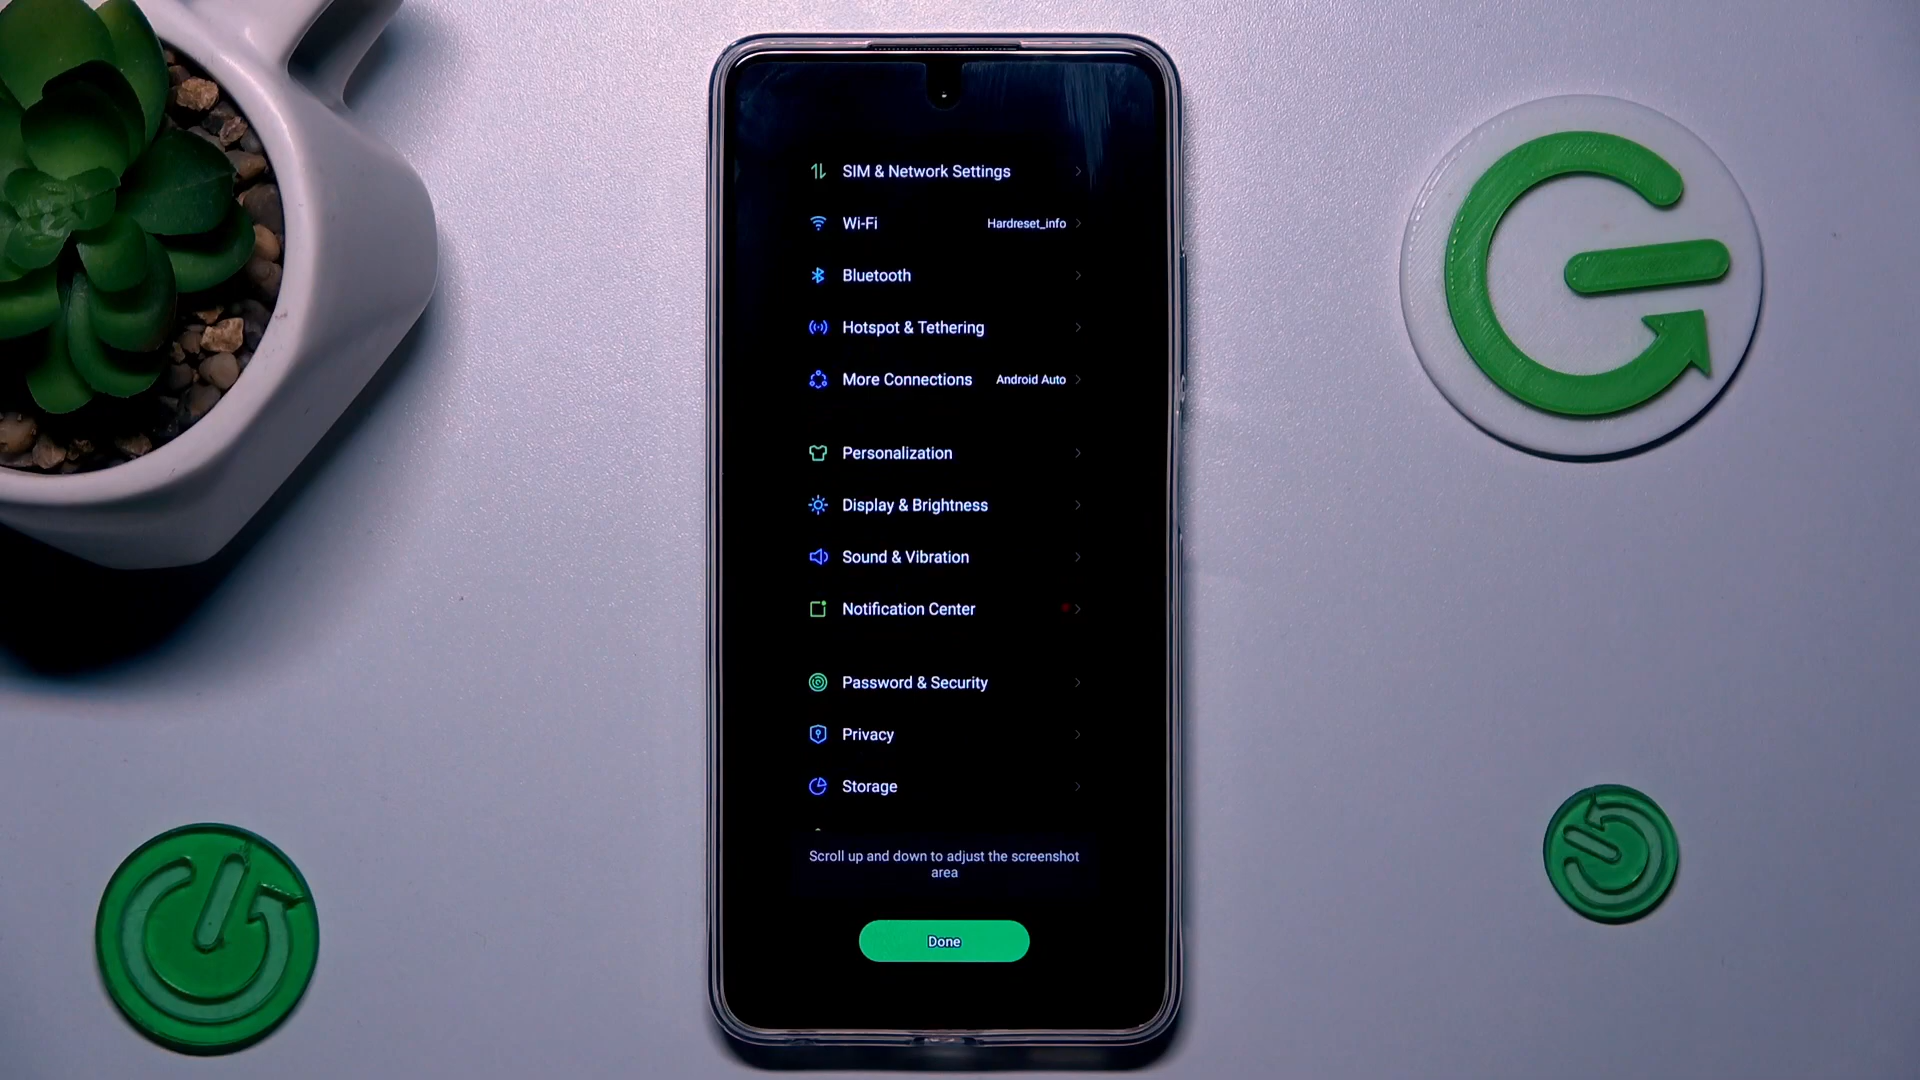 SIM & Network Settings
Wi-Fi Hardreset_info
Bluetooth
Hotspot & Tethering
More Connections Android Auto
Personalization
Display & Brightness
Sound & Vibration
Notification Center
Password & Security
Privacy
Storage
Scroll up and down to adjust the screenshot
area
Done